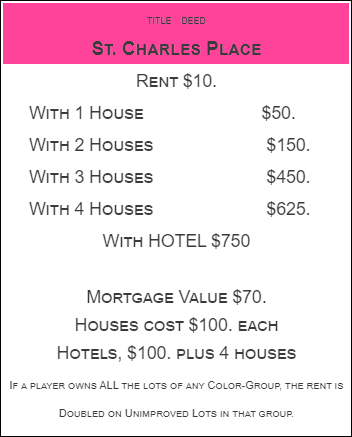 TITLE DEED
ST. CHARLES PLACE
RENT $10.
WITH 1 HOUSE $50.
WITH 2 HOUSES $150.
WITH 3 HOUSES $450.
WITH 4 HOUSES $625.
WITH HOTEL $750
MORTGAGE VALUE $70.
HOUSES COST $100. EACH
HOTELS, $100. PLUS 4 HOUSES
IF A PLAYER OWNS ALL THE LOTS OF ANY COLOR-GROUP, THE RENT IS
DOUBLED ON UNIMPROVED LOTS IN THAT GROUP.